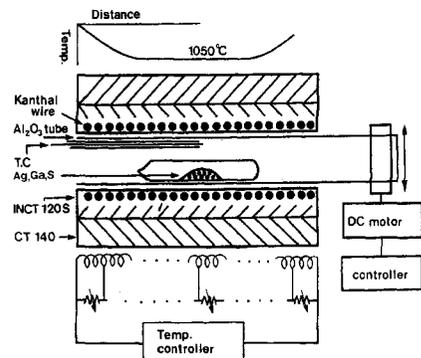 Distance
Temp.
1050°C
Kanthal
wire
Al₂O₃ tube
T.C
Ag,Ga,S
INCT 120S
CT 140
DC motor
controller
Temp.
controller